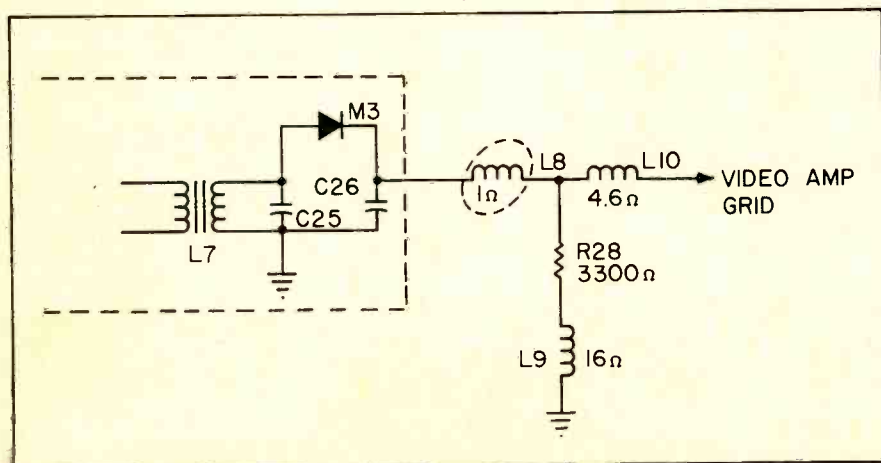 M3
C26
C25
L7
1Ω
L8
L10
4.6Ω
VIDEO AMP
GRID
R28
3300Ω
L9
16Ω